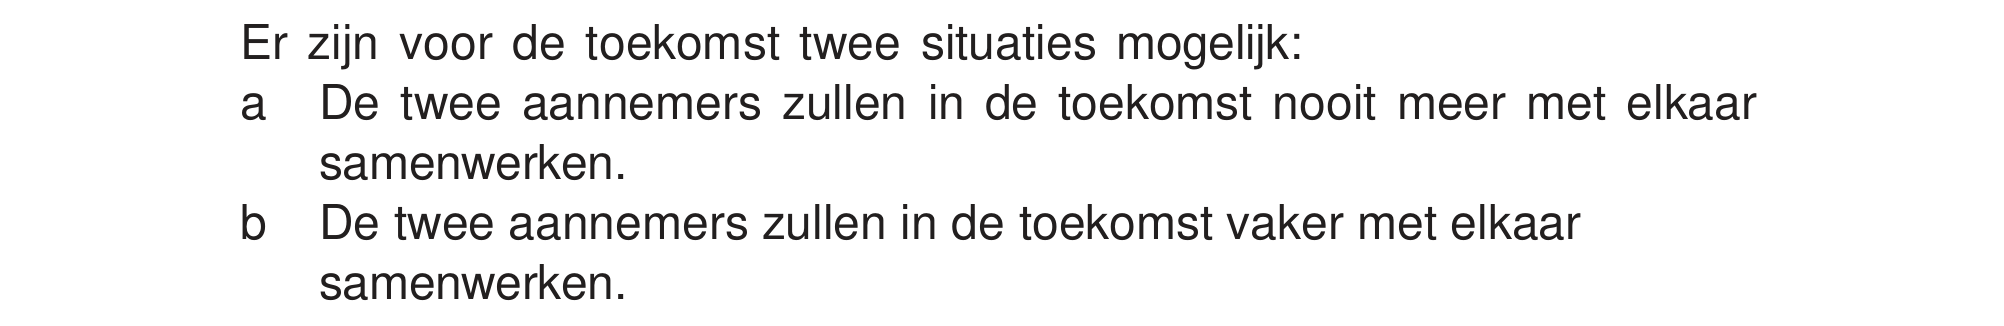 Er zijn voor de toekomst twee situaties mogelijk:
a De twee aannemers zullen in de toekomst nooit meer met elkaar
samenwerken.
b De twee aannemers zullen in de toekomst vaker met elkaar
samenwerken.